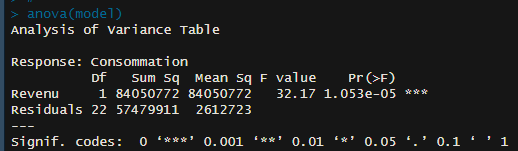 > anova(model)
Analysis of Variance Table

Response: Consommation
          Df   Sum Sq  Mean Sq F value    Pr(>F)
Revenu     1 84050772 84050772   32.17 1.053e-05 ***
Residuals 22 57479911  2612723
---
Signif. codes:  0 ‘***’ 0.001 ‘**’ 0.01 ‘*’ 0.05 ‘.’ 0.1 ‘ ’ 1